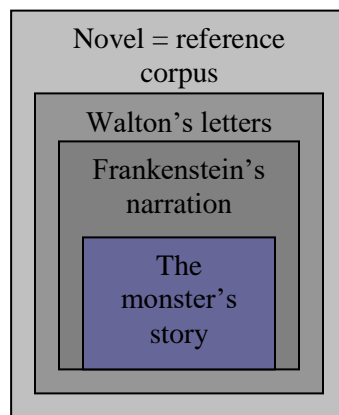 Novel = reference
corpus
Walton’s letters
Frankenstein’s
narration
The
monster’s
story